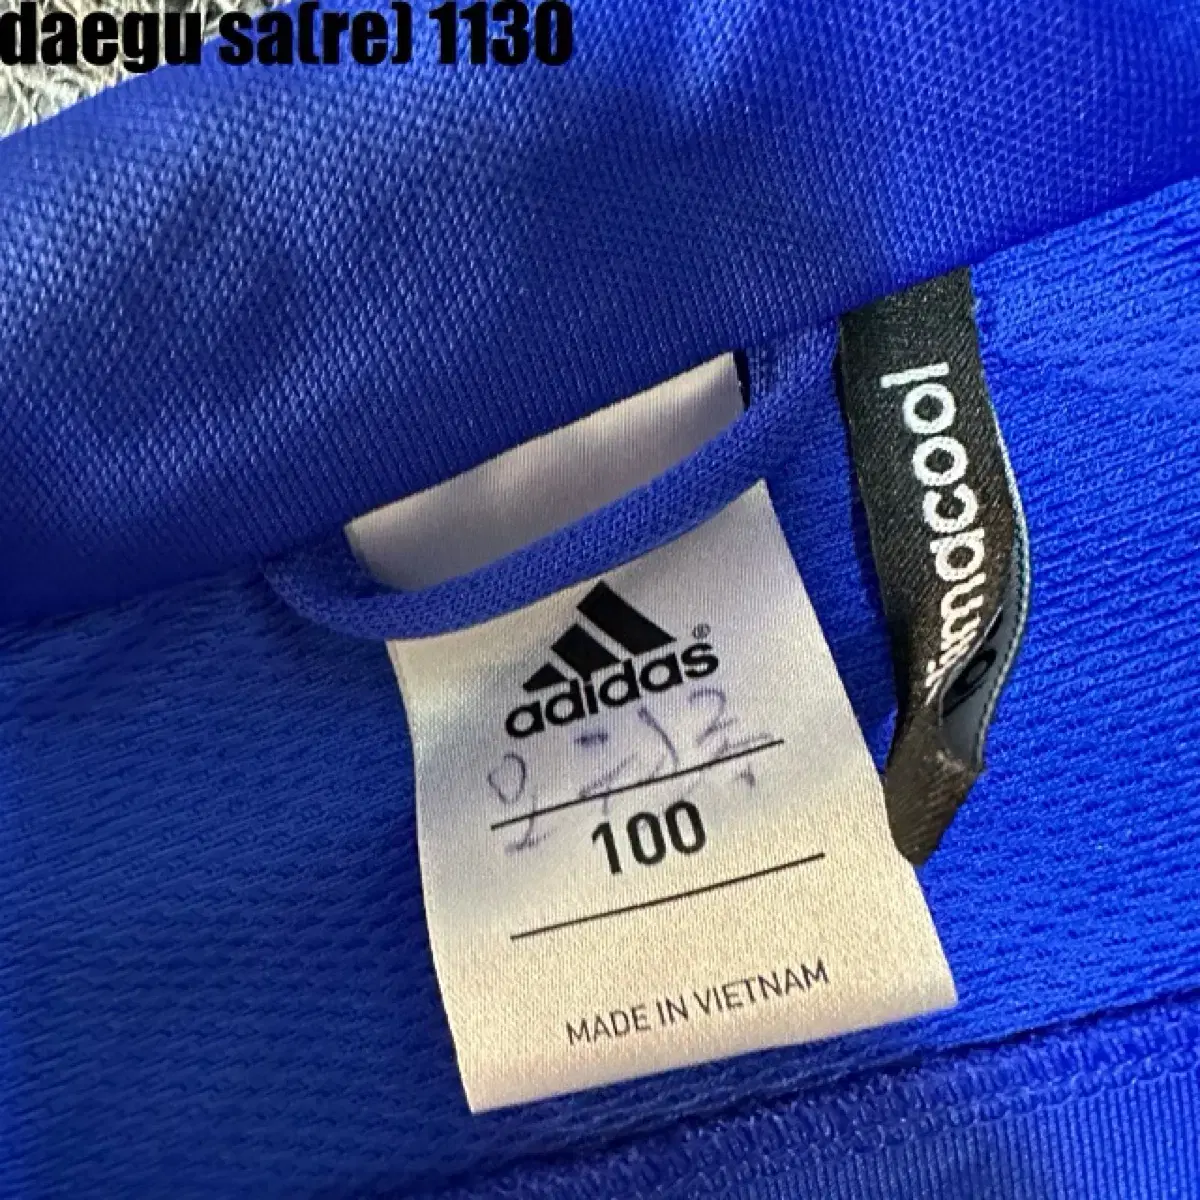 daegu sa(re) 1130
climacool
adidas®
100
MADE IN VIETNAM